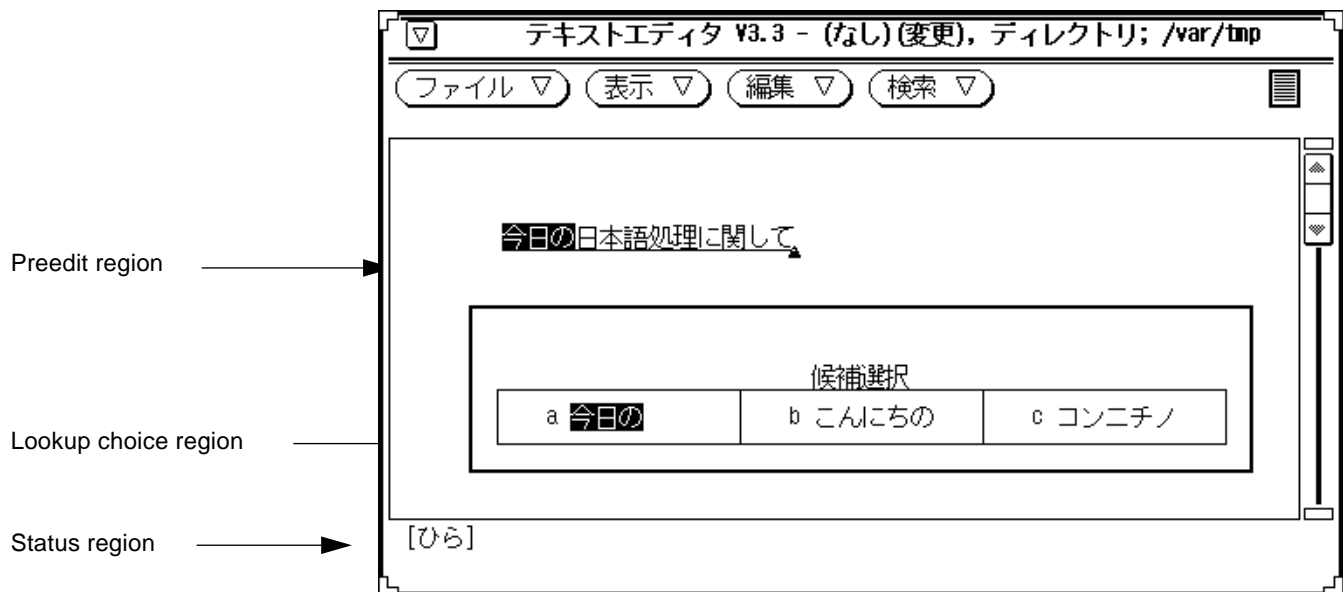 テキストエディタ V3.3 - (なし)(変更), ディレクトリ; /var/tmp
ファイル ▽ 表示 ▽ 編集 ▽ 検索 ▽
今日の日本語処理に関して
Preedit region
候補選択
a 今日の b こんにちの c コンニチノ
Lookup choice region
[ひら]
Status region